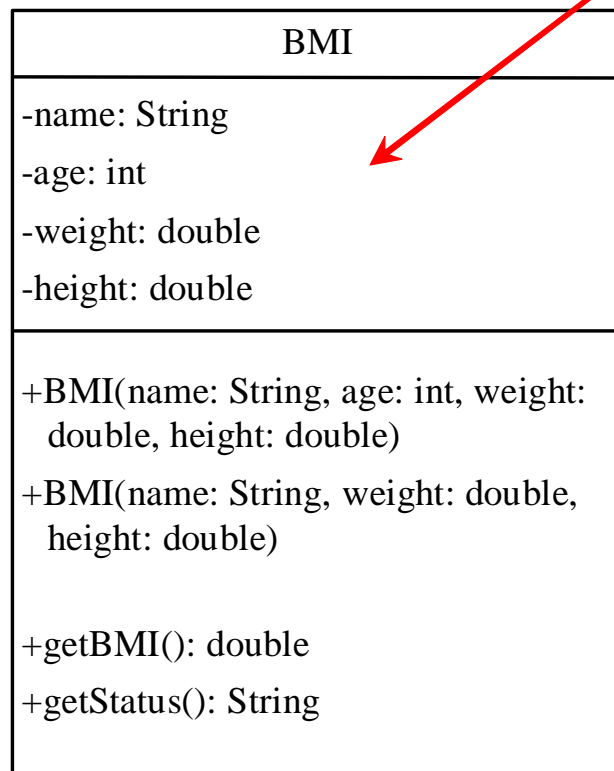 BMI
-name: String
-age: int
-weight: double
-height: double
+BMI(name: String, age: int, weight:
double, height: double)
+BMI(name: String, weight: double,
height: double)
+getBMI(): double
+getStatus(): String